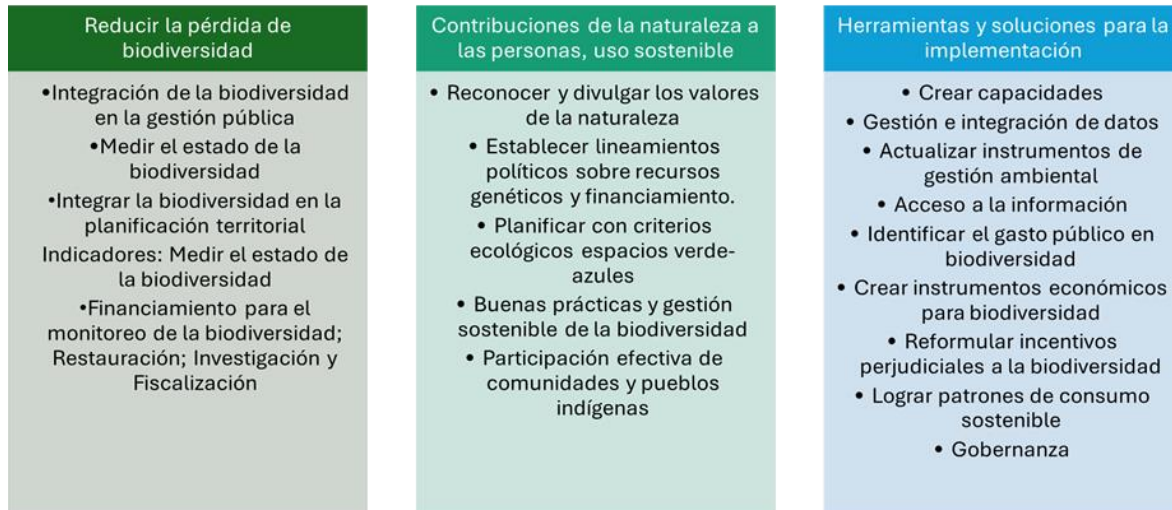 Reducir la pérdida de
biodiversidad
•Integración de la biodiversidad
en la gestión pública
•Medir el estado de la
biodiversidad
•Integrar la biodiversidad en la
planificación territorial
Indicadores: Medir el estado de
la biodiversidad
•Financiamiento para el
monitoreo de la biodiversidad;
Restauración; Investigación y
Fiscalización
Contribuciones de la naturaleza a
las personas, uso sostenible
• Reconocer y divulgar los valores
de la naturaleza
• Establecer lineamientos
políticos sobre recursos
genéticos y financiamiento.
• Planificar con criterios
ecológicos espacios verde-
azules
• Buenas prácticas y gestión
sostenible de la biodiversidad
• Participación efectiva de
comunidades y pueblos
indígenas
Herramientas y soluciones para la
implementación
• Crear capacidades
• Gestión e integración de datos
• Actualizar instrumentos de
gestión ambiental
• Acceso a la información
• Identificar el gasto público en
biodiversidad
• Crear instrumentos económicos
para biodiversidad
• Reformular incentivos
perjudiciales a la biodiversidad
• Lograr patrones de consumo
sostenible
• Gobernanza